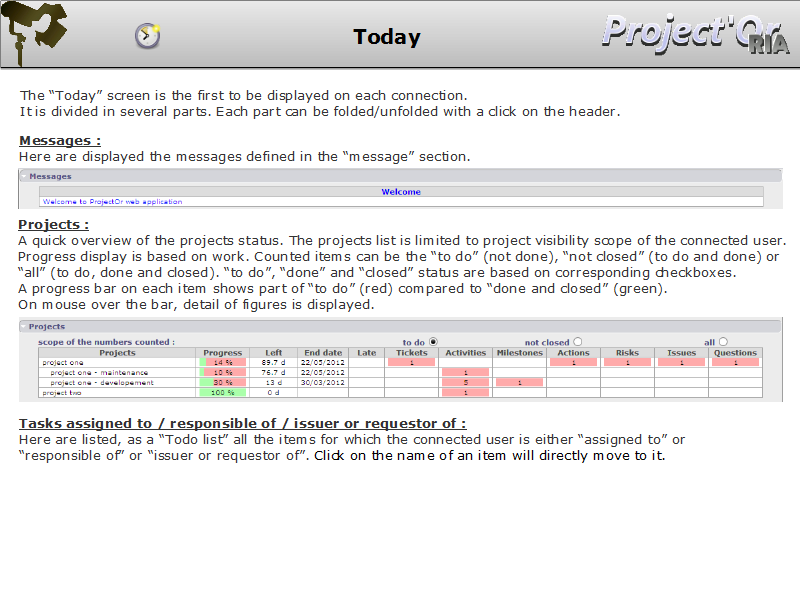 Today
Project'Or
RIA
The “Today” screen is the first to be displayed on each connection.
It is divided in several parts. Each part can be folded/unfolded with a click on the header.
Messages :
Here are displayed the messages defined in the “message” section.
Messages
Welcome
Welcome to ProjectOr web application
Projects :
A quick overview of the projects status. The projects list is limited to project visibility scope of the connected user.
Progress display is based on work. Counted items can be the “to do” (not done), “not closed” (to do and done) or
“all” (to do, done and closed). “to do”, “done” and “closed” status are based on corresponding checkboxes.
A progress bar on each item shows part of “to do” (red) compared to “done and closed” (green).
On mouse over the bar, detail of figures is displayed.
Projects
scope of the numbers counted : to do not closed all
Projects Progress Left End date Late Tickets Activities Milestones Actions Risks Issues Questions
project one 14 % 89.7 d 22/05/2012 1 1 1 1 1
project one - maintenance 10 % 76.7 d 22/05/2012 1
project one - developement 30 % 13 d 30/03/2012 5 1
project two 100 % 0 d 1
Tasks assigned to / responsible of / issuer or requestor of :
Here are listed, as a “Todo list” all the items for which the connected user is either “assigned to” or
“responsible of” or “issuer or requestor of”. Click on the name of an item will directly move to it.